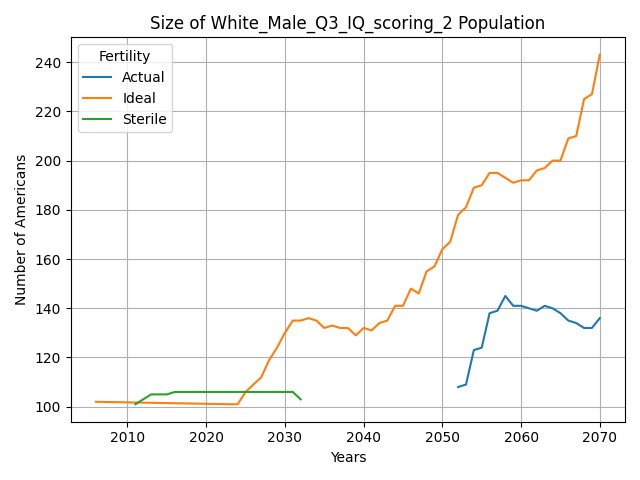 Size of White_Male_Q3_IQ_scoring_2 Population
Fertility
Actual
Ideal
Sterile
Number of Americans
240
220
200
180
160
140
120
100
2010 2020 2030 2040 2050 2060 2070
Years